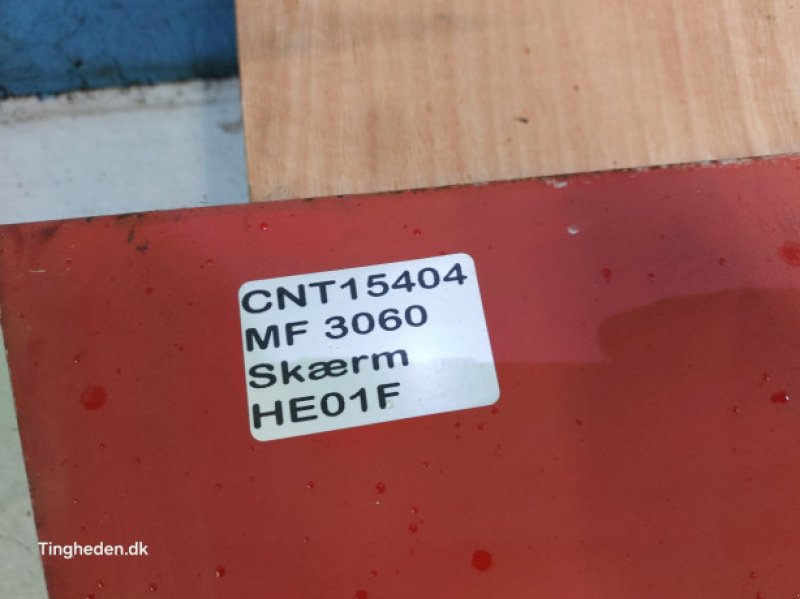 CNT15404
MF 3060
Skærm
HE01F
Tingheden.dk